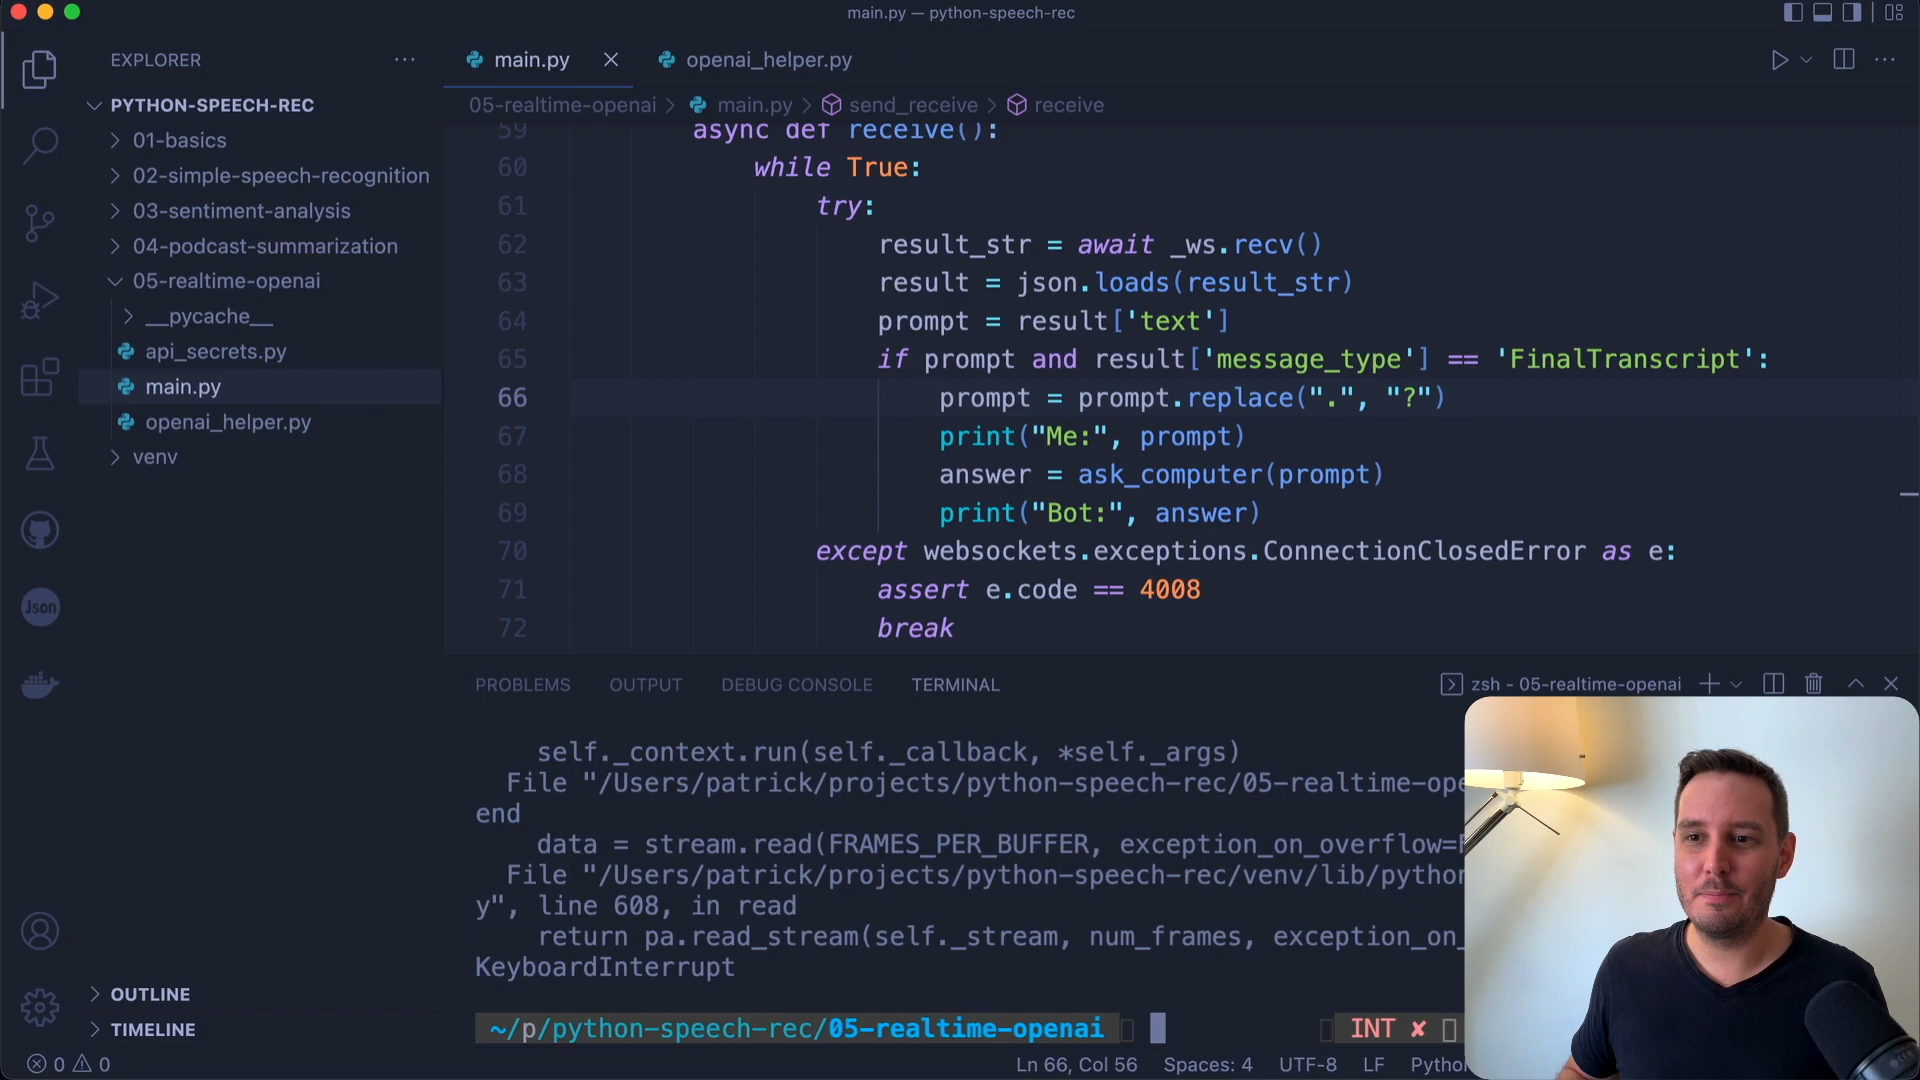 main.py — python-speech-rec
EXPLORER
PYTHON-SPEECH-REC
01-basics
02-simple-speech-recognition
03-sentiment-analysis
04-podcast-summarization
05-realtime-openai
__pycache__
api_secrets.py
main.py
openai_helper.py
venv
OUTLINE
TIMELINE
Json
main.py
openai_helper.py
05-realtime-openai > main.py > send_receive > receive
59 async def receive():
60 while True:
61 try:
62 result_str = await _ws.recv()
63 result = json.loads(result_str)
64 prompt = result['text']
65 if prompt and result['message_type'] == 'FinalTranscript':
66 prompt = prompt.replace(".", "?")
67 print("Me:", prompt)
68 answer = ask_computer(prompt)
69 print("Bot:", answer)
70 except websockets.exceptions.ConnectionClosedError as e:
71 assert e.code == 4008
72 break
PROBLEMS OUTPUT DEBUG CONSOLE TERMINAL
zsh - 05-realtime-openai
self._context.run(self._callback, *self._args)
File "/Users/patrick/projects/python-speech-rec/05-realtime-ope
end
data = stream.read(FRAMES_PER_BUFFER, exception_on_overflow=
File "/Users/patrick/projects/python-speech-rec/venv/lib/python
y", line 608, in read
return pa.read_stream(self._stream, num_frames, exception_on_
KeyboardInterrupt
~/p/python-speech-rec/05-realtime-openai INT ✘
0 0
Ln 66, Col 56 Spaces: 4 UTF-8 LF Pytho